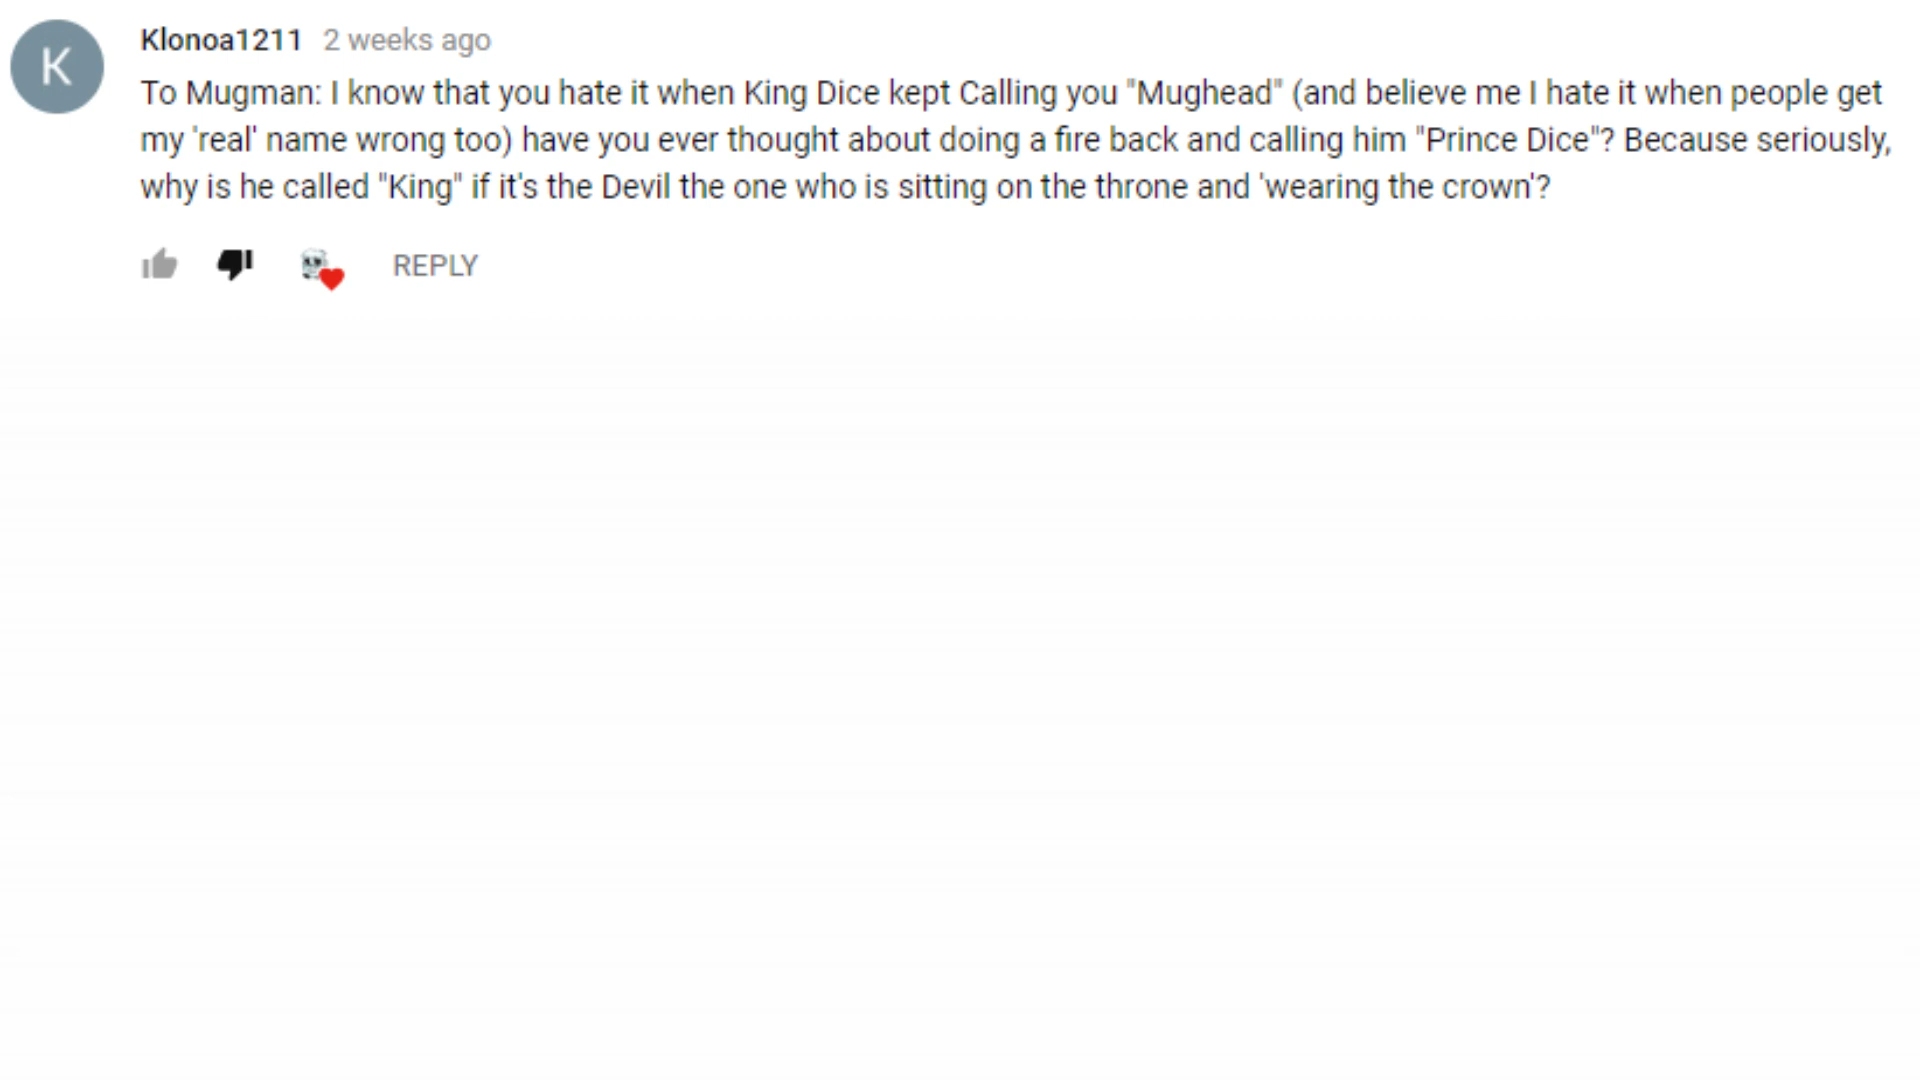 K
Klonoa1211 2 weeks ago
To Mugman: I know that you hate it when King Dice kept Calling you "Mughead" (and believe me I hate it when people get
my 'real' name wrong too) have you ever thought about doing a fire back and calling him "Prince Dice"? Because seriously,
why is he called "King" if it's the Devil the one who is sitting on the throne and 'wearing the crown'?
REPLY